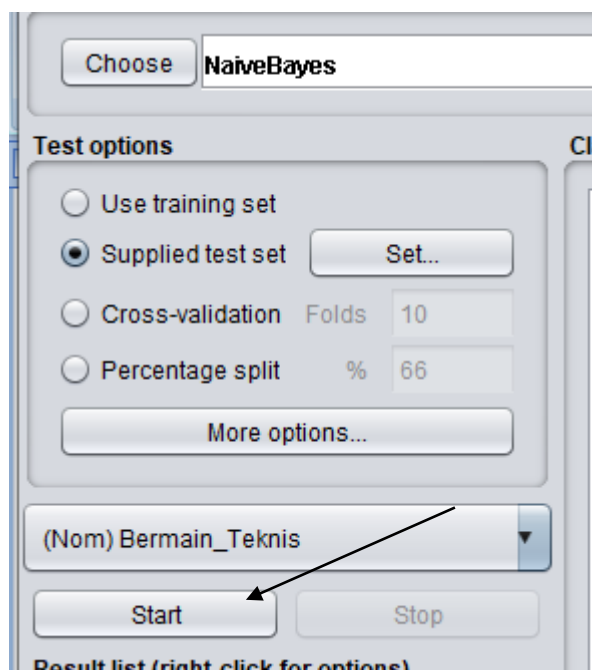 Choose NaiveBayes
Test options
Cl
Use training set
Supplied test set Set...
Cross-validation Folds 10
Percentage split % 66
More options...
(Nom) Bermain_Teknis
Start Stop
Result list (right-click for options)